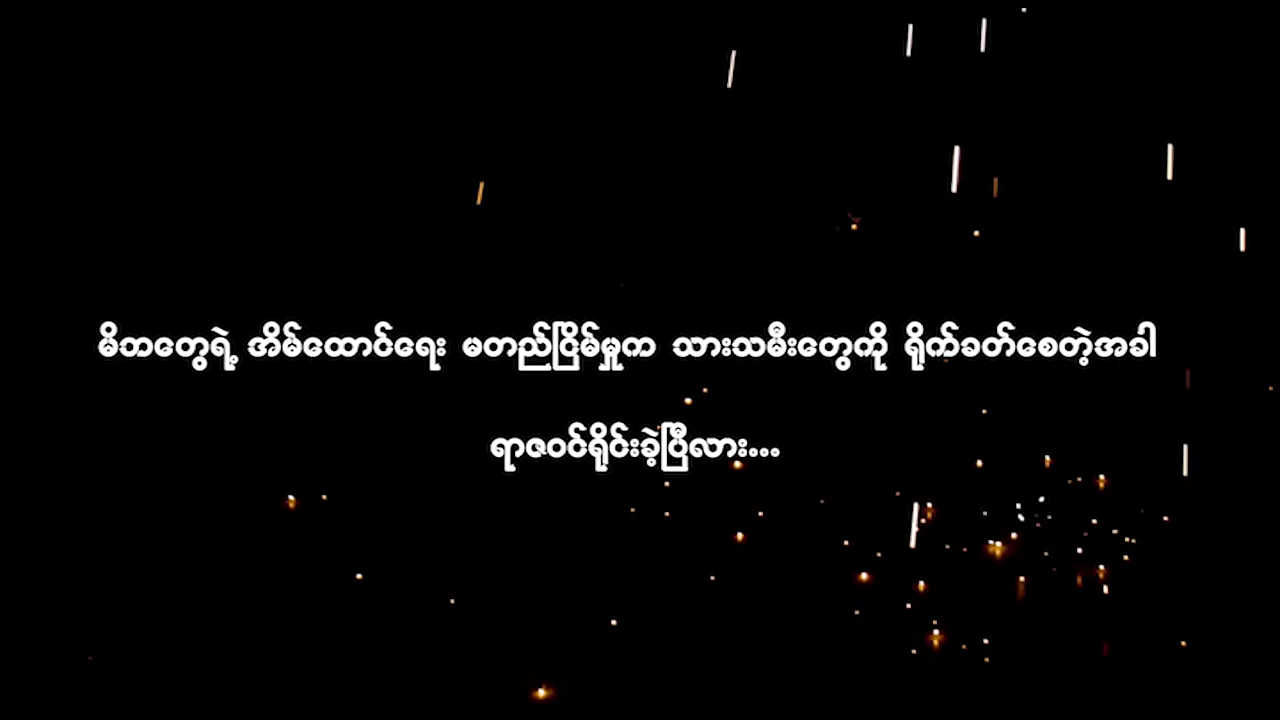 မိဘတွေရဲ့ အိမ်ထောင်ရေး မတည်ငြိမ်မှုက သားသမီးတွေကို ရိုက်ခတ်စေတဲ့အခါ
ရာဇဝင်ရိုင်းခဲ့ပြီလား...